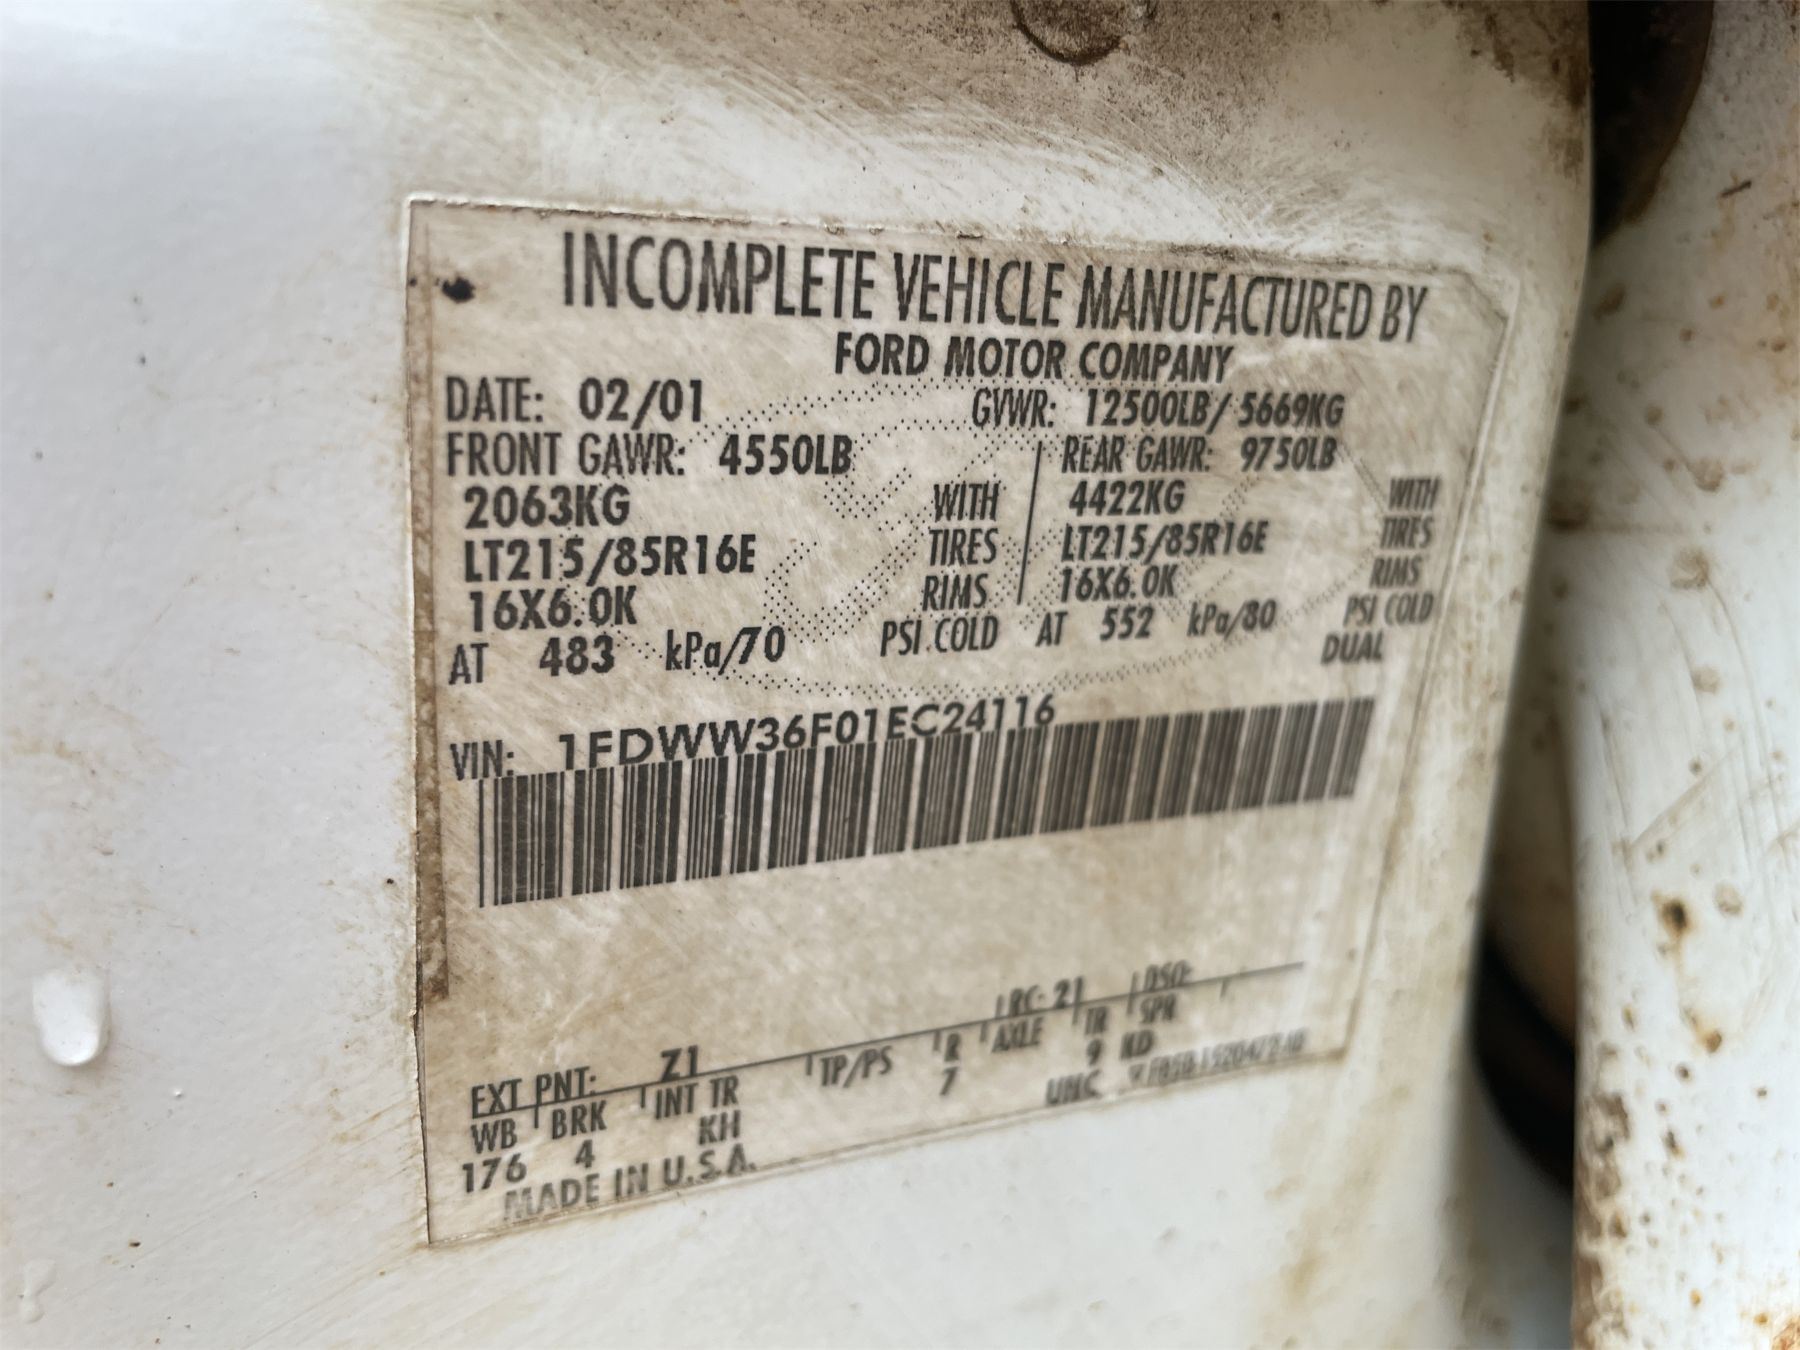 INCOMPLETE VEHICLE MANUFACTURED BY
FORD MOTOR COMPANY
DATE: 02/01 GVWR: 12500LB/ 5669KG
FRONT GAWR: 4550LB REAR GAWR: 9750LB
2063KG WITH 4422KG WITH
LT215/85R16E TIRES LT215/85R16E TIRES
16X6.0K RIMS 16X6.0K RIMS
AT 483 kPa/70 PSI COLD AT 552 kPa/80 PSI COLD
DUAL
VIN: 1FDWW36F01EC24116
EXT PNT: Z1 RC: 21 DSO:
WB BRK INT TR TP/PS R AXLE TR SPR
176 4 KH 7 9 KD
MADE IN U.S.A. UNC